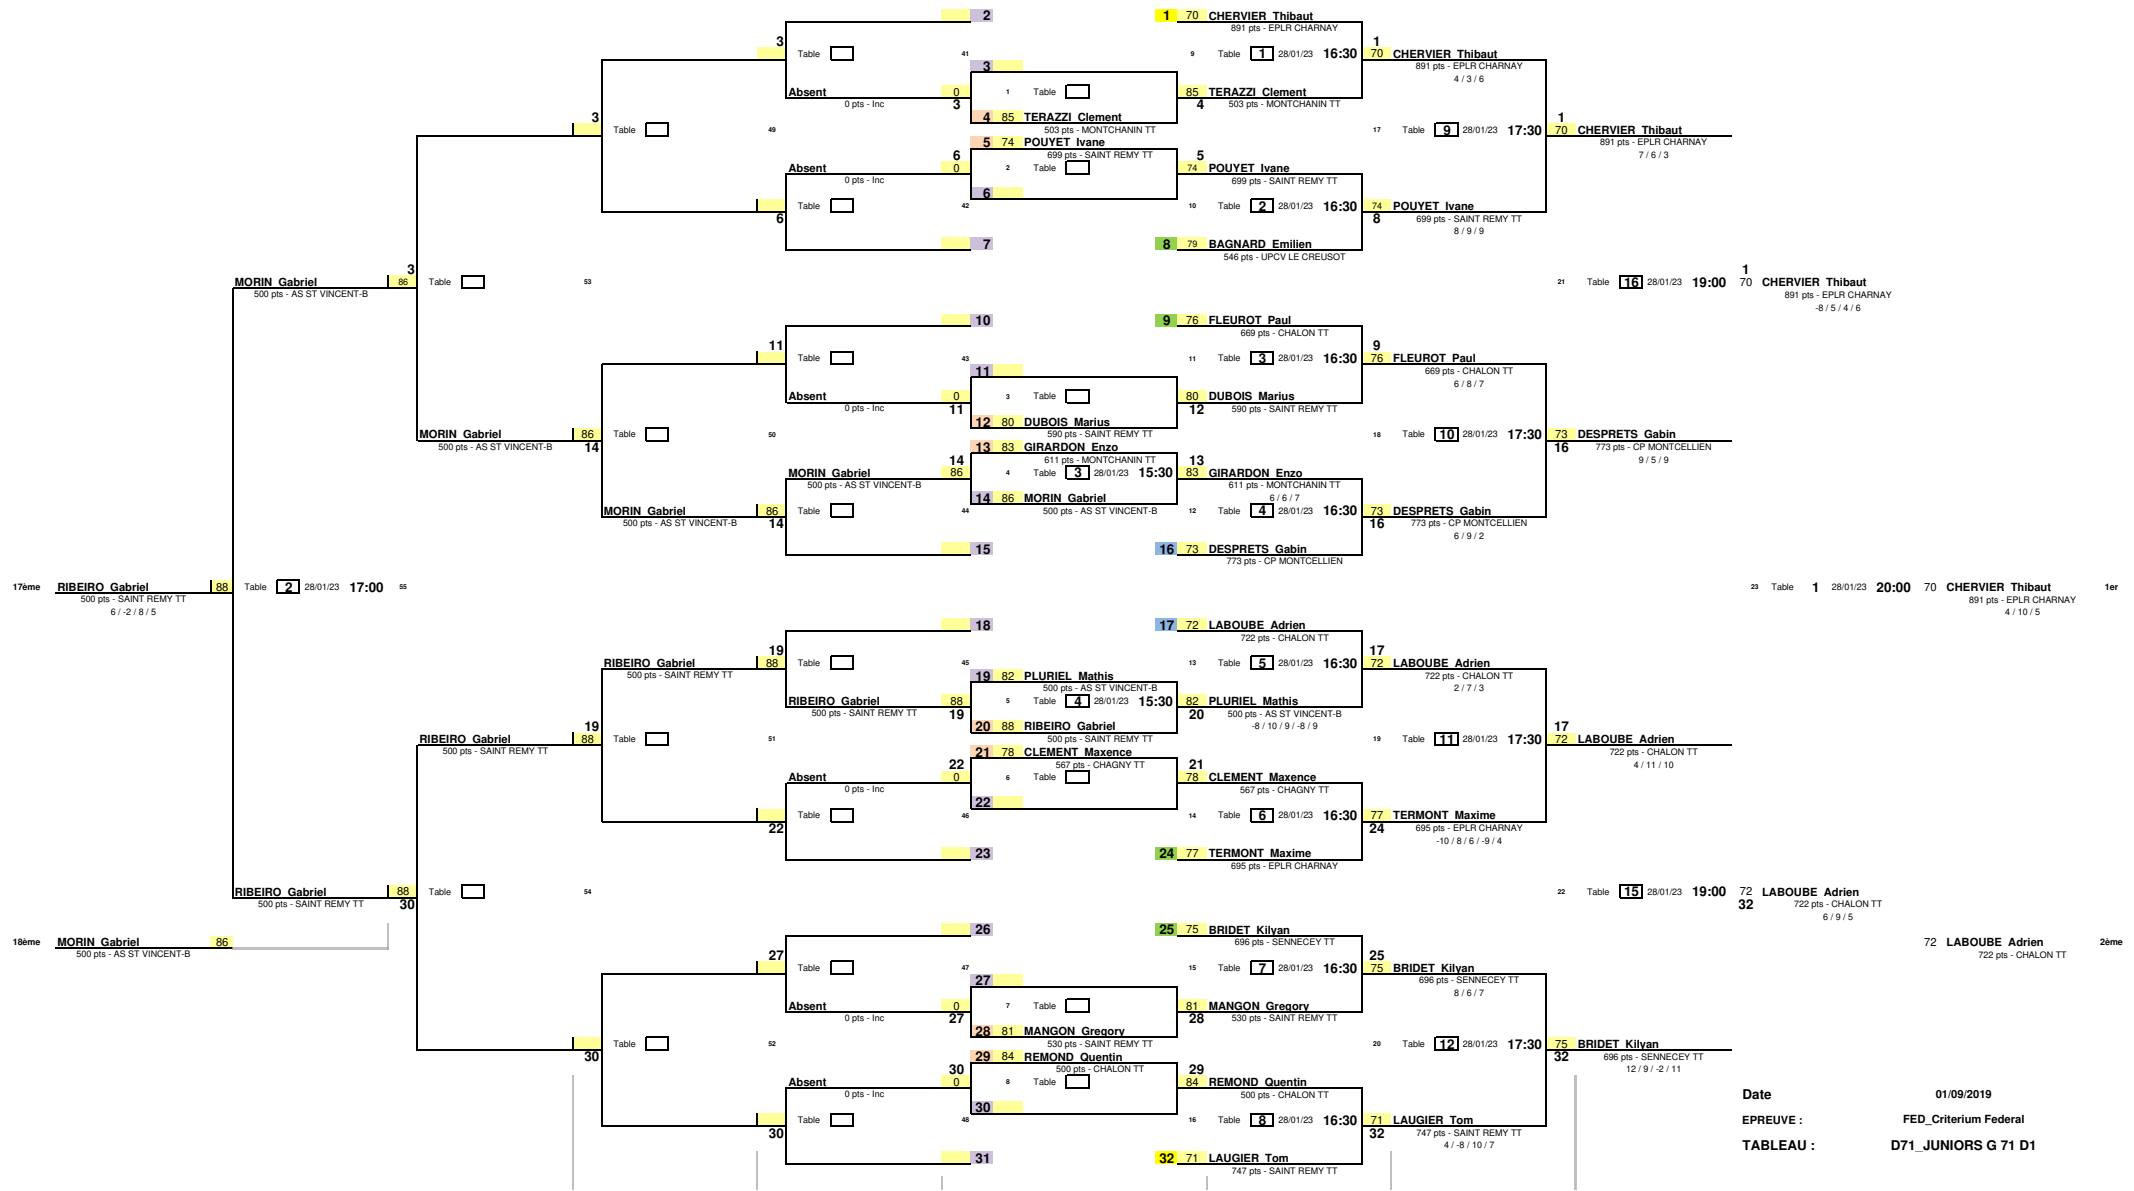 2
1 70 CHERVIER Thibaut
891 pts - EPLR CHARNAY
3
Table
41
9 Table 1 28/01/23 16:30
1
70 CHERVIER Thibaut
891 pts - EPLR CHARNAY
4 / 3 / 6
3
Absent 0
0 pts - Inc
3
1 Table
85 TERAZZI Clement
4
503 pts - MONTCHANIN TT
4 85 TERAZZI Clement
503 pts - MONTCHANIN TT
3
Table
49
17 Table 9 28/01/23 17:30
1
70 CHERVIER Thibaut
891 pts - EPLR CHARNAY
7 / 6 / 3
5 74 POUYET Ivane
699 pts - SAINT REMY TT
6
Absent 0
0 pts - Inc
2 Table
5
74 POUYET Ivane
699 pts - SAINT REMY TT
6
6
Table
42
10 Table 2 28/01/23 16:30
74 POUYET Ivane
8
699 pts - SAINT REMY TT
8 / 9 / 9
7
8 79 BAGNARD Emilien
546 pts - UPCV LE CREUSOT
3
MORIN Gabriel 86
500 pts - AS ST VINCENT-B
Table
53
21 Table 16 28/01/23 19:00
1
70 CHERVIER Thibaut
891 pts - EPLR CHARNAY
-8 / 5 / 4 / 6
10
9 76 FLEUROT Paul
669 pts - CHALON TT
11
Table
43
11 Table 3 28/01/23 16:30
9
76 FLEUROT Paul
669 pts - CHALON TT
6 / 8 / 7
11
Absent 0
0 pts - Inc
11
3 Table
80 DUBOIS Marius
12
590 pts - SAINT REMY TT
12 80 DUBOIS Marius
590 pts - SAINT REMY TT
MORIN Gabriel 86
500 pts - AS ST VINCENT-B
14
Table
50
18 Table 10 28/01/23 17:30
73 DESPRETS Gabin
16
773 pts - CP MONTCELLIEN
9 / 5 / 9
13 83 GIRARDON Enzo
611 pts - MONTCHANIN TT
14
MORIN Gabriel 86
500 pts - AS ST VINCENT-B
4 Table 3 28/01/23 15:30
13
83 GIRARDON Enzo
611 pts - MONTCHANIN TT
6 / 6 / 7
14 86 MORIN Gabriel
500 pts - AS ST VINCENT-B
MORIN Gabriel 86
500 pts - AS ST VINCENT-B
14
Table
44
12 Table 4 28/01/23 16:30
73 DESPRETS Gabin
16
773 pts - CP MONTCELLIEN
6 / 9 / 2
15
16 73 DESPRETS Gabin
773 pts - CP MONTCELLIEN
17ème RIBEIRO Gabriel 88
500 pts - SAINT REMY TT
6 / -2 / 8 / 5
Table 2 28/01/23 17:00 55
23 Table 1 28/01/23 20:00 70 CHERVIER Thibaut 1er
891 pts - EPLR CHARNAY
4 / 10 / 5
18
17 72 LABOUBE Adrien
722 pts - CHALON TT
19
RIBEIRO Gabriel 88
500 pts - SAINT REMY TT
Table
45
13 Table 5 28/01/23 16:30
17
72 LABOUBE Adrien
722 pts - CHALON TT
2 / 7 / 3
19 82 PLURIEL Mathis
500 pts - AS ST VINCENT-B
RIBEIRO Gabriel 88
500 pts - SAINT REMY TT
19
5 Table 4 28/01/23 15:30
82 PLURIEL Mathis
20
500 pts - AS ST VINCENT-B
-8 / 10 / 9 / -8 / 9
20 88 RIBEIRO Gabriel
500 pts - SAINT REMY TT
19
RIBEIRO Gabriel 88
500 pts - SAINT REMY TT
Table
51
19 Table 11 28/01/23 17:30
17
72 LABOUBE Adrien
722 pts - CHALON TT
4 / 11 / 10
21 78 CLEMENT Maxence
567 pts - CHAGNY TT
22
Absent 0
0 pts - Inc
6 Table
21
78 CLEMENT Maxence
567 pts - CHAGNY TT
22
22
Table
46
14 Table 6 28/01/23 16:30
77 TERMONT Maxime
24
695 pts - EPLR CHARNAY
-10 / 8 / 6 / -9 / 4
23
24 77 TERMONT Maxime
695 pts - EPLR CHARNAY
RIBEIRO Gabriel 88
500 pts - SAINT REMY TT
30
Table
54
22 Table 15 28/01/23 19:00
72 LABOUBE Adrien
32
722 pts - CHALON TT
6 / 9 / 5
18ème MORIN Gabriel 86
500 pts - AS ST VINCENT-B
72 LABOUBE Adrien 2ème
722 pts - CHALON TT
26
25 75 BRIDET Kilyan
696 pts - SENNECEY TT
27
Table
47
15 Table 7 28/01/23 16:30
25
75 BRIDET Kilyan
696 pts - SENNECEY TT
8 / 6 / 7
27
Absent 0
0 pts - Inc
27
7 Table
81 MANGON Gregory
28
530 pts - SAINT REMY TT
28 81 MANGON Gregory
530 pts - SAINT REMY TT
30
Table
52
20 Table 12 28/01/23 17:30
75 BRIDET Kilyan
32
696 pts - SENNECEY TT
12 / 9 / -2 / 11
29 84 REMOND Quentin
500 pts - CHALON TT
30
Absent 0
0 pts - Inc
8 Table
29
84 REMOND Quentin
500 pts - CHALON TT
30
30
Table
48
16 Table 8 28/01/23 16:30
71 LAUGIER Tom
32
747 pts - SAINT REMY TT
4 / -8 / 10 / 7
31
32 71 LAUGIER Tom
747 pts - SAINT REMY TT
Date 01/09/2019
EPREUVE : FED_Criterium Federal
TABLEAU : D71_JUNIORS G 71 D1